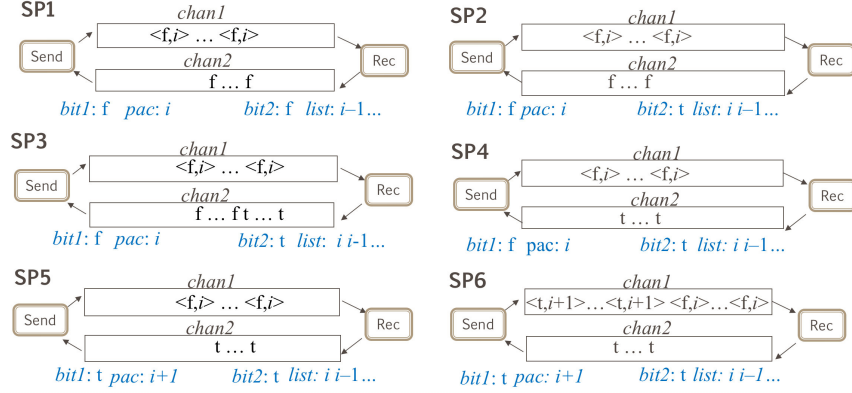 SP1
chan1
<f,i> … <f,i>
Send
Rec
chan2
f … f
bit1: f pac: i bit2: f list: i–1...
SP2
chan1
<f,i> … <f,i>
Send
Rec
chan2
f … f
bit1: f pac: i bit2: t list: i i–1...
SP3
chan1
<f,i> … <f,i>
Send
Rec
chan2
f … f t … t
bit1: f pac: i bit2: t list: i i-1...
SP4
chan1
<f,i> … <f,i>
Send
Rec
chan2
t … t
bit1: f pac: i bit2: t list: i i–1...
SP5
chan1
<f,i> … <f,i>
Send
Rec
chan2
t … t
bit1: t pac: i+1 bit2: t list: i i–1...
SP6
chan1
<t,i+1>…<t,i+1> <f,i>…<f,i>
Send
Rec
chan2
t … t
bit1: t pac: i+1 bit2: t list: i i–1...